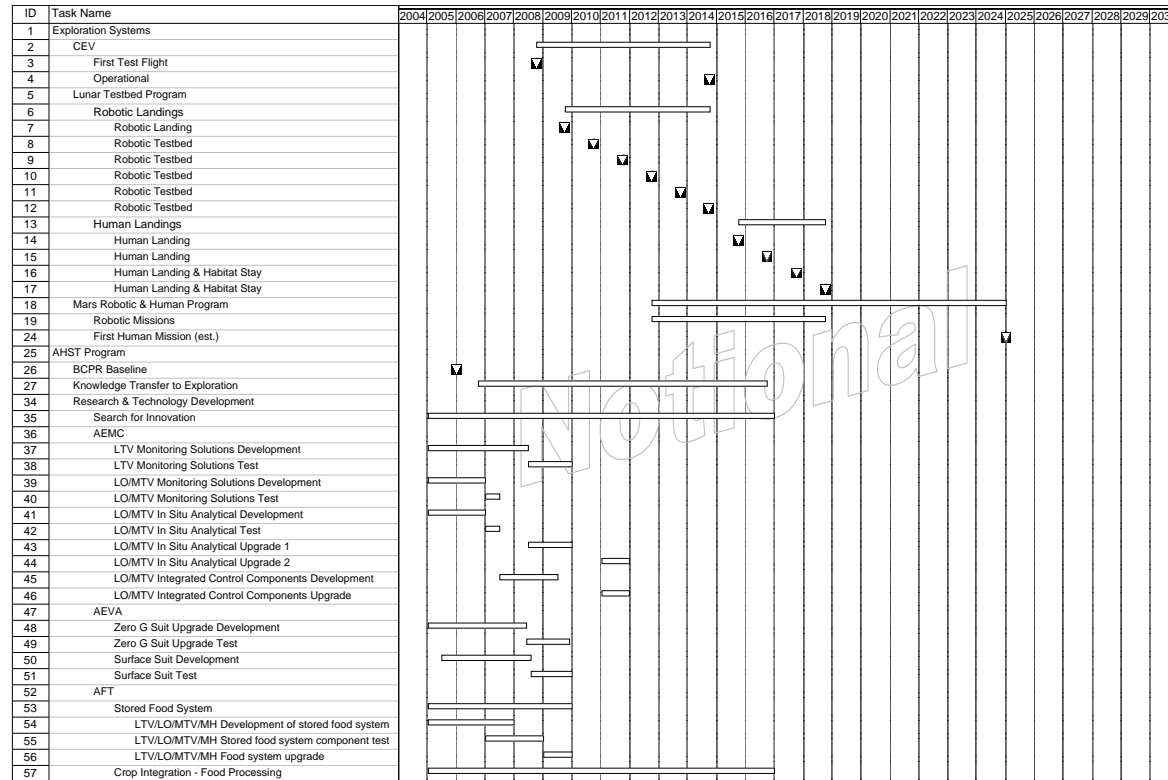 ID Task Name 2004 2005 2006 2007 2008 2009 2010 2011 2012 2013 2014 2015 2016 2017 2018 2019 2020 2021 2022 2023 2024 2025 2026 2027 2028 2029
1 Exploration Systems
2 CEV
3 First Test Flight
4 Operational
5 Lunar Testbed Program
6 Robotic Landings
7 Robotic Landing
8 Robotic Testbed
9 Robotic Testbed
10 Robotic Testbed
11 Robotic Testbed
12 Robotic Testbed
13 Human Landings
14 Human Landing
15 Human Landing
16 Human Landing & Habitat Stay
17 Human Landing & Habitat Stay
18 Mars Robotic & Human Program
19 Robotic Missions
24 First Human Mission (est.)
25 AHST Program
26 BCPR Baseline
27 Knowledge Transfer to Exploration
34 Research & Technology Development
35 Search for Innovation
36 AEMC
37 LTV Monitoring Solutions Development
38 LTV Monitoring Solutions Test
39 LO/MTV Monitoring Solutions Development
40 LO/MTV Monitoring Solutions Test
41 LO/MTV In Situ Analytical Development
42 LO/MTV In Situ Analytical Test
43 LO/MTV In Situ Analytical Upgrade 1
44 LO/MTV In Situ Analytical Upgrade 2
45 LO/MTV Integrated Control Components Development
46 LO/MTV Integrated Control Components Upgrade
47 AEVA
48 Zero G Suit Upgrade Development
49 Zero G Suit Upgrade Test
50 Surface Suit Development
51 Surface Suit Test
52 AFT
53 Stored Food System
54 LTV/LO/MTV/MH Development of stored food system
55 LTV/LO/MTV/MH Stored food system component test
56 LTV/LO/MTV/MH Food system upgrade
57 Crop Integration - Food Processing
Notional